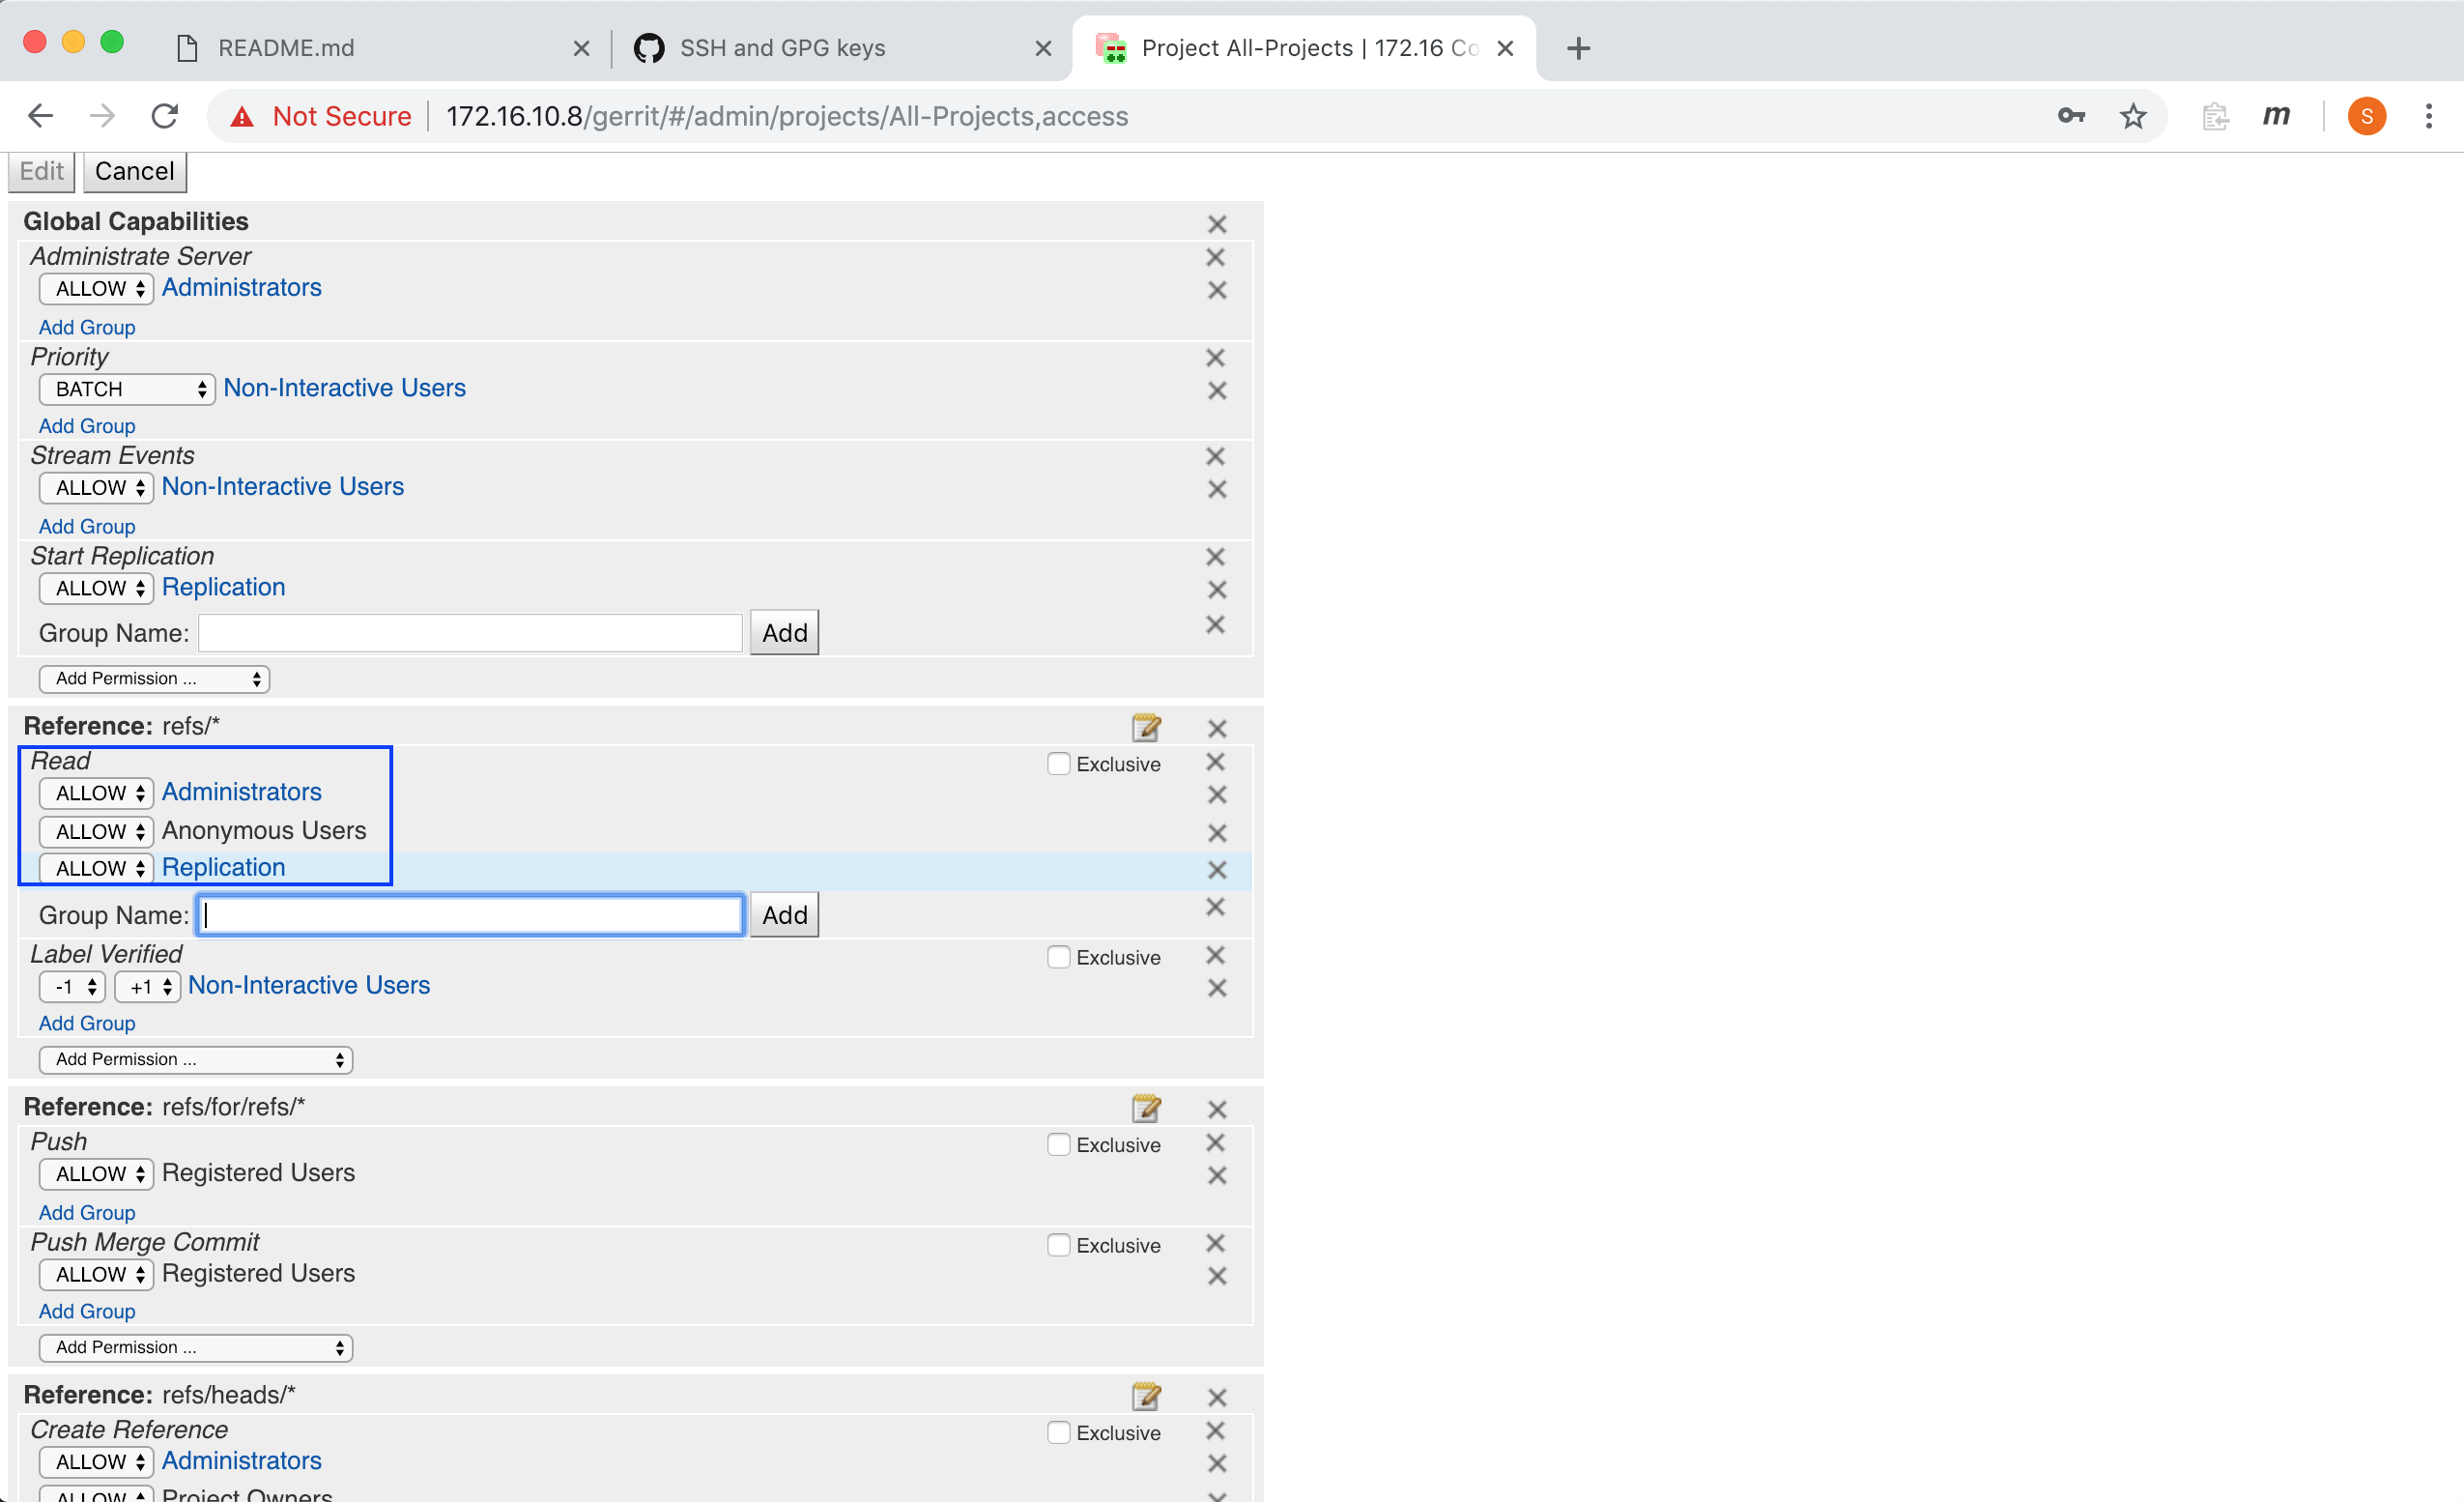 README.md
SSH and GPG keys
Project All-Projects | 172.16 Co
Not Secure
172.16.10.8/gerrit/#/admin/projects/All-Projects,access
m
S
Edit Cancel
Global Capabilities
Administrate Server
ALLOW Administrators
Add Group
Priority
BATCH Non-Interactive Users
Add Group
Stream Events
ALLOW Non-Interactive Users
Add Group
Start Replication
ALLOW Replication
Group Name: Add
Add Permission ...
Reference: refs/*
Read Exclusive
ALLOW Administrators
ALLOW Anonymous Users
ALLOW Replication
Group Name: Add
Label Verified Exclusive
-1 +1 Non-Interactive Users
Add Group
Add Permission ...
Reference: refs/for/refs/*
Push Exclusive
ALLOW Registered Users
Add Group
Push Merge Commit Exclusive
ALLOW Registered Users
Add Group
Add Permission ...
Reference: refs/heads/*
Create Reference Exclusive
ALLOW Administrators
ALLOW Project Owners